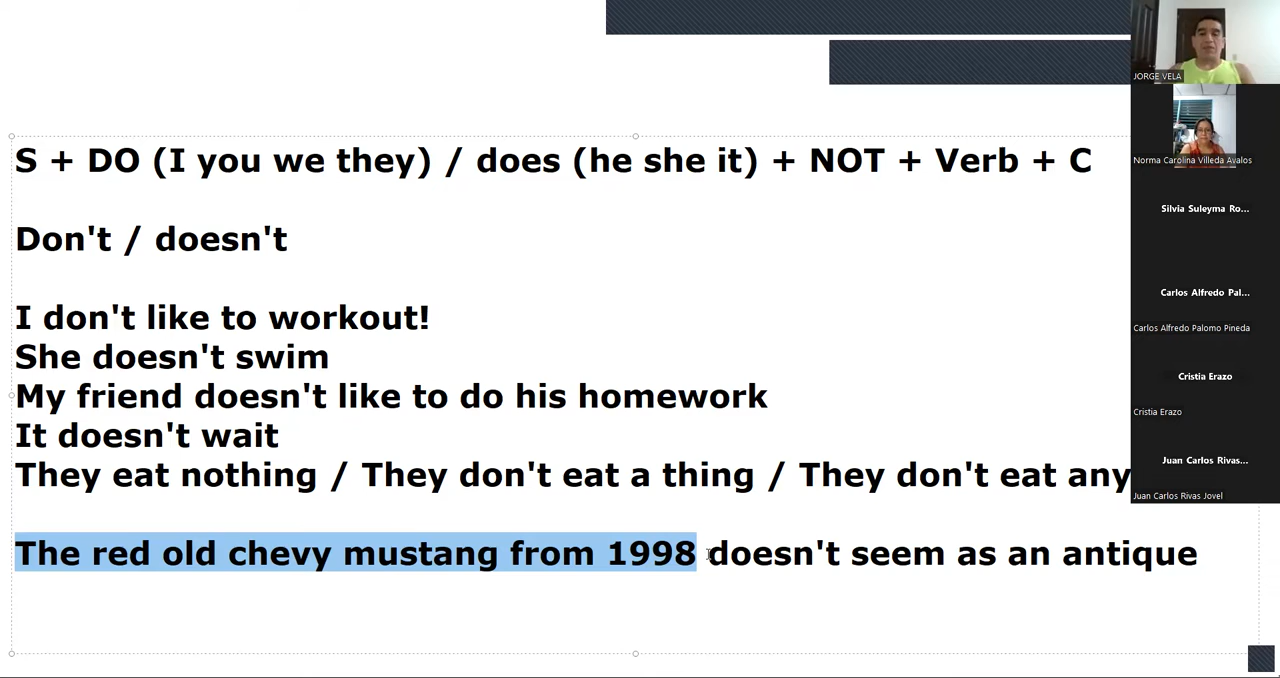 S + DO (I you we they) / does (he she it) + NOT + Verb + C
Don't / doesn't
I don't like to workout!
She doesn't swim
My friend doesn't like to do his homework
It doesn't wait
They eat nothing / They don't eat a thing / They don't eat any
The red old chevy mustang from 1998 doesn't seem as an antique
JORGE VELA
Norma Carolina Villeda Avalos
Silvia Suleyma Ro...
Carlos Alfredo Pal...
Carlos Alfredo Palomo Pineda
Cristia Erazo
Cristia Erazo
Juan Carlos Rivas...
Juan Carlos Rivas Jovel